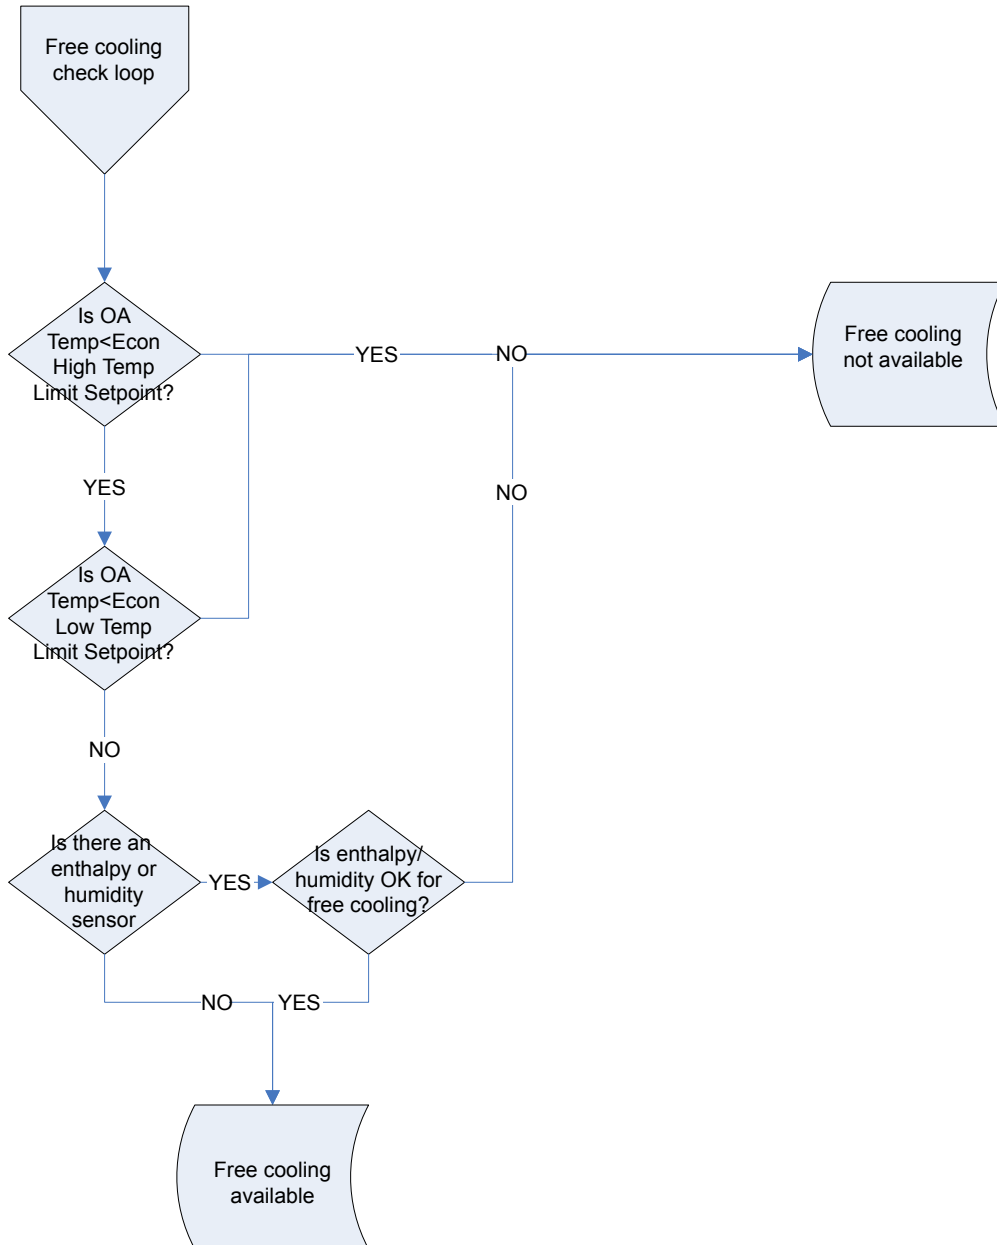 Free cooling
check loop
Is OA
Temp<Econ
High Temp
Limit Setpoint?
YES
NO
Free cooling
not available
YES
NO
Is OA
Temp<Econ
Low Temp
Limit Setpoint?
NO
Is there an
enthalpy or
humidity
sensor
YES
Is enthalpy/
humidity OK for
free cooling?
NO
YES
Free cooling
available